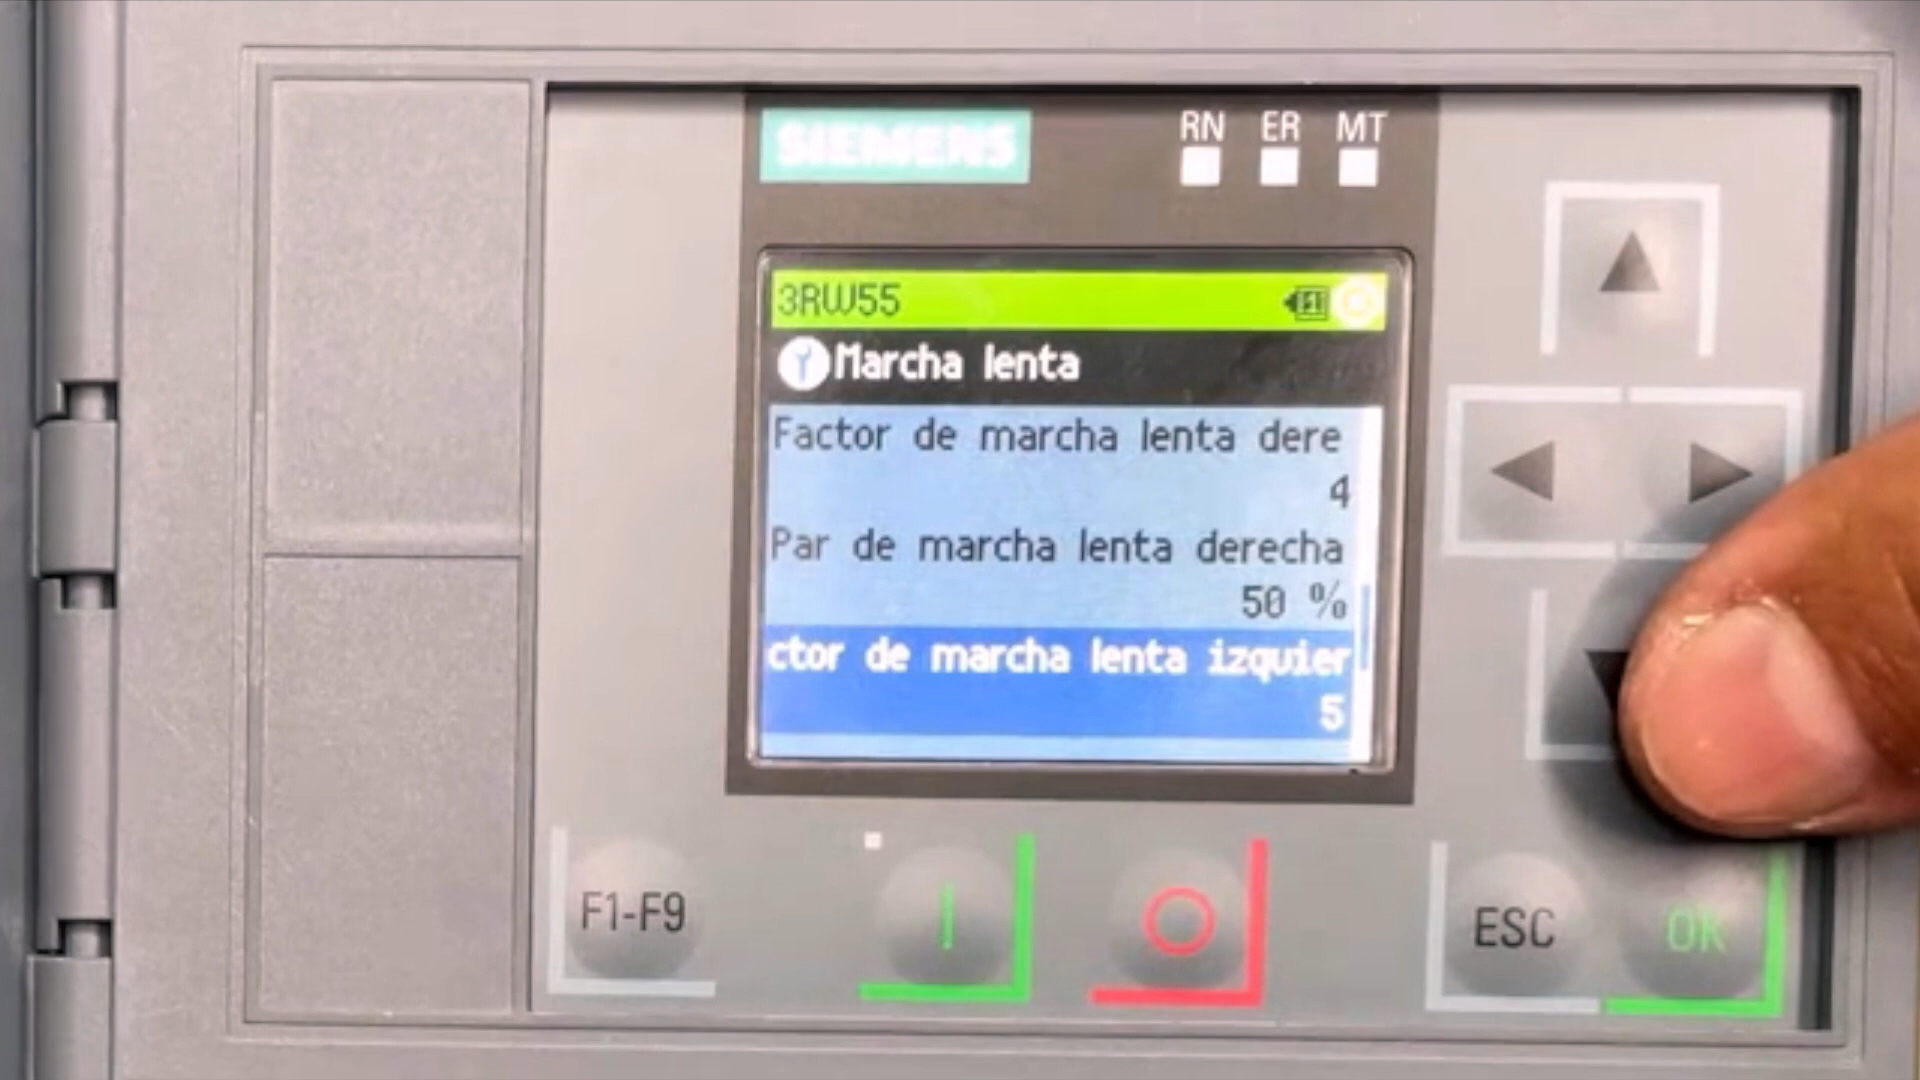 SIEMENS
RN ER MT
3RW55
1
Marcha lenta
Factor de marcha lenta dere
4
Par de marcha lenta derecha
50 %
ctor de marcha lenta izquier
5
F1-F9
ESC
OK